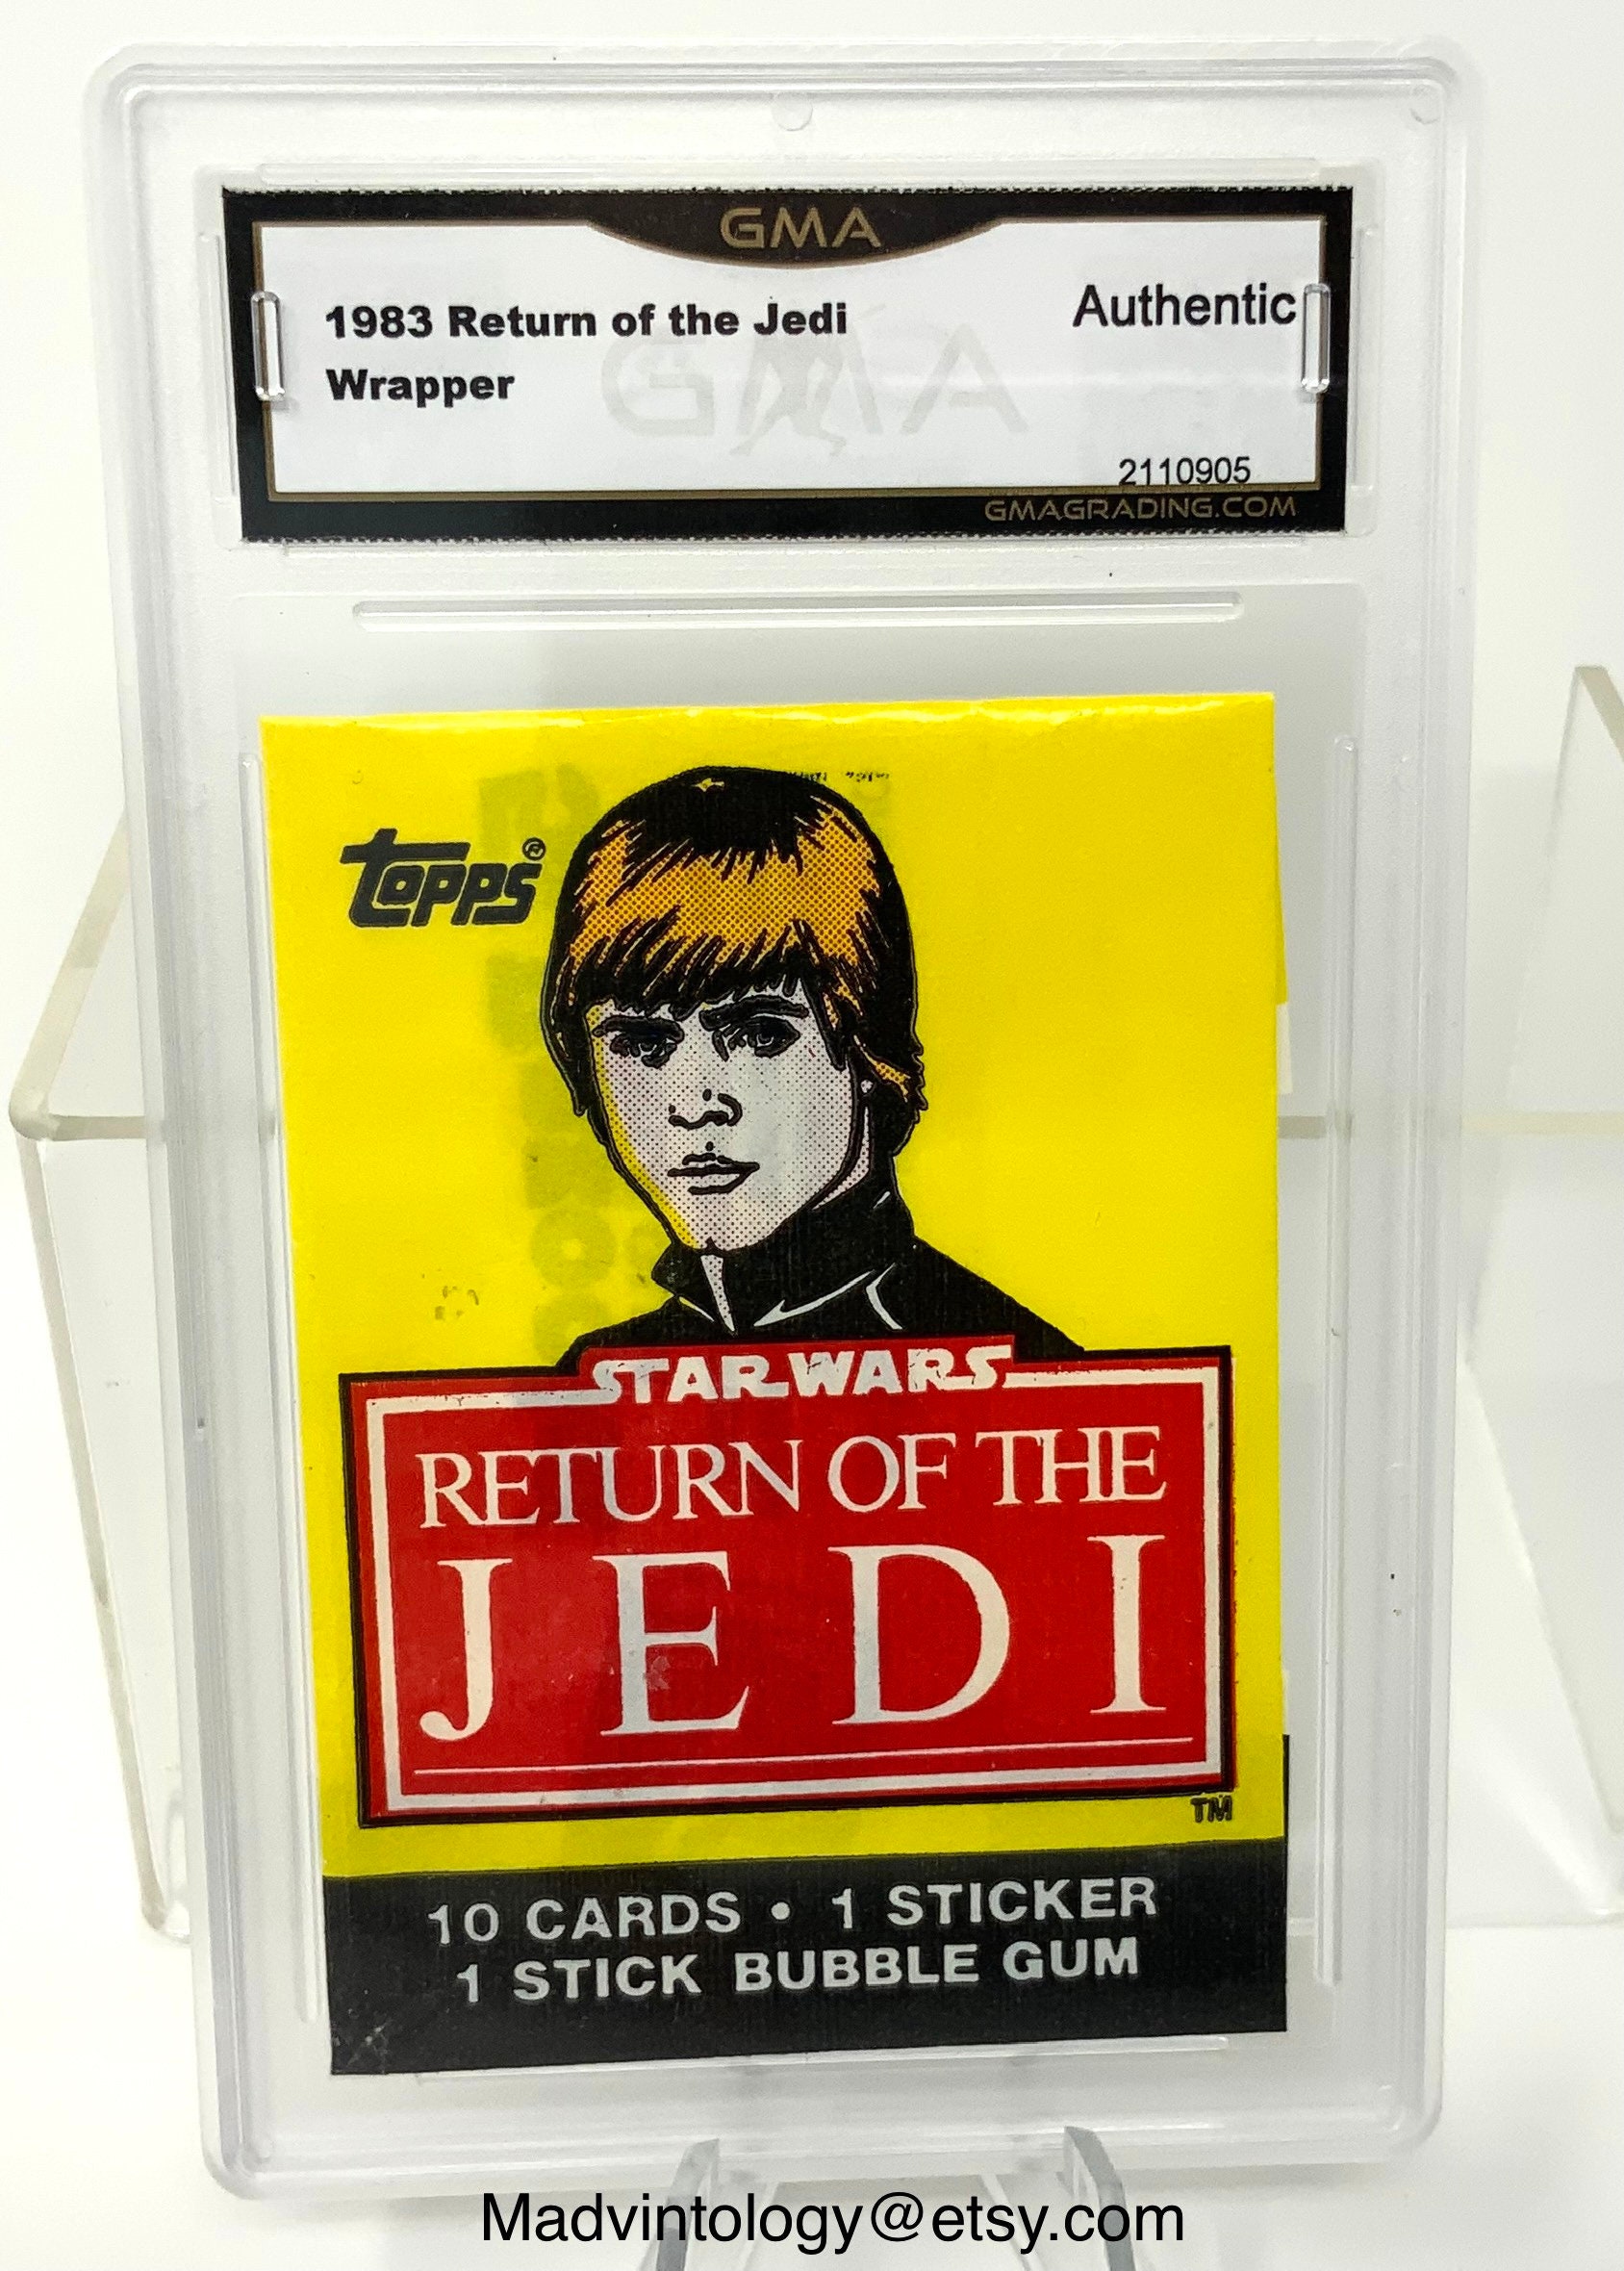 GMA
1983 Return of the Jedi
Authentic
Wrapper
GMA
2110905
GMAGRADING.COM
TOPPS®
STAR WARS
RETURN OF THE
JEDI
TM
10 CARDS • 1 STICKER
1 STICK BUBBLE GUM
Madvintology@etsy.com